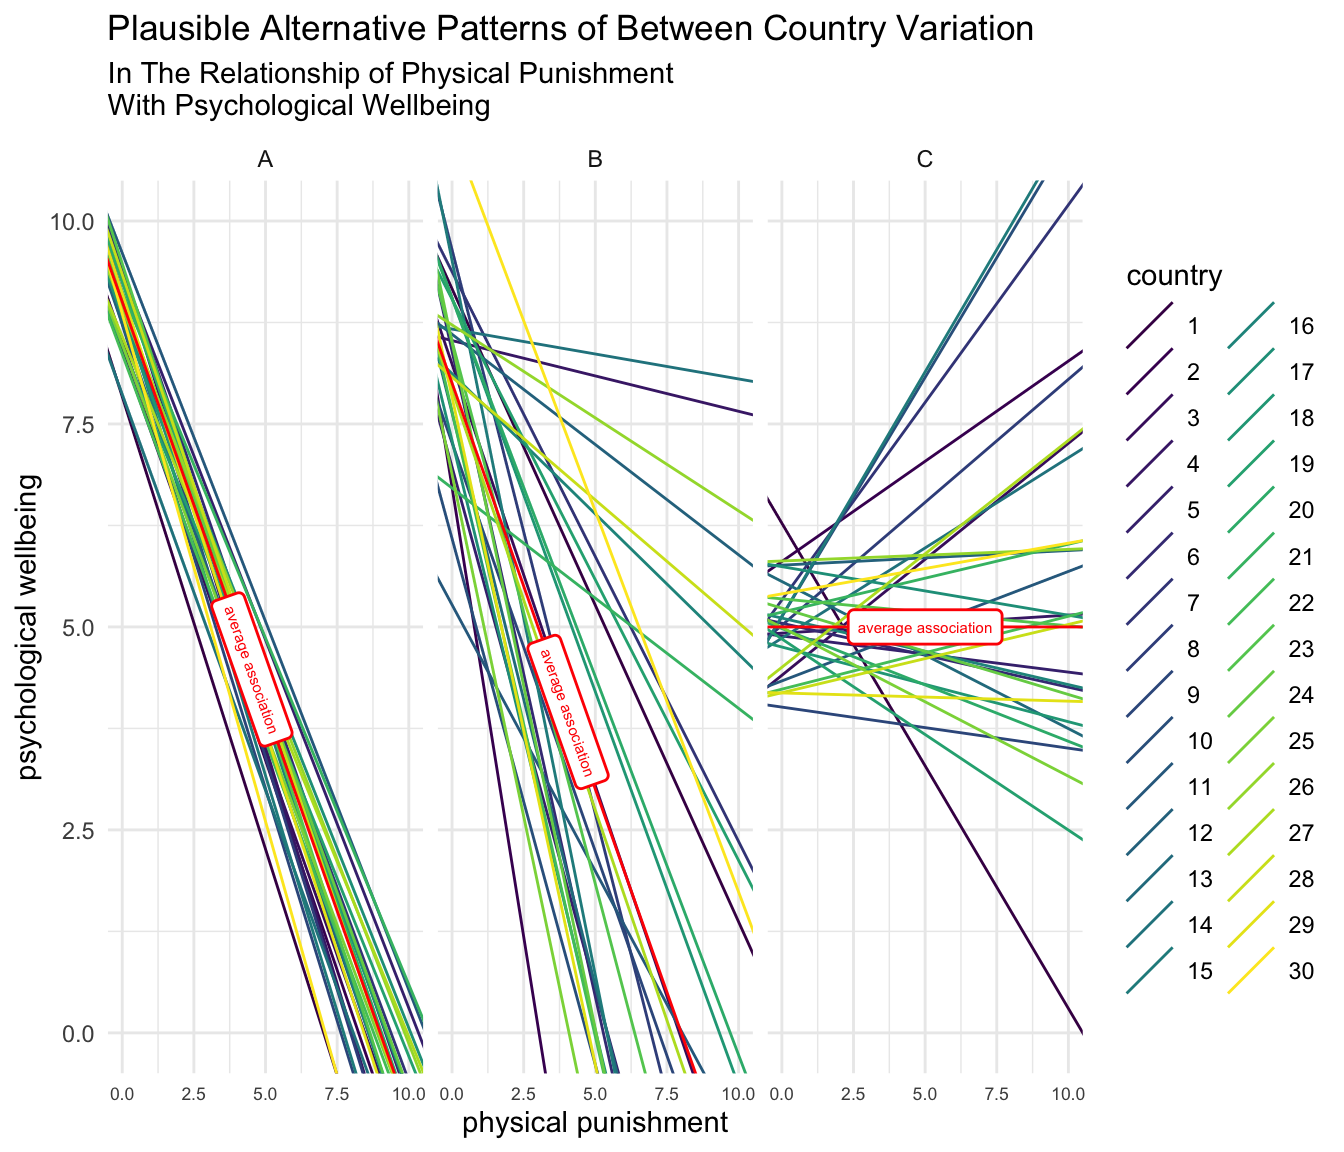 Plausible Alternative Patterns of Between Country Variation
In The Relationship of Physical Punishment
With Psychological Wellbeing
A
B
C
psychological wellbeing
10.0
7.5
5.0
2.5
0.0
average association
average association
average association
0.0 2.5 5.0 7.5 10.0
0.0 2.5 5.0 7.5 10.0
0.0 2.5 5.0 7.5 10.0
physical punishment
country
1
2
3
4
5
6
7
8
9
10
11
12
13
14
15
16
17
18
19
20
21
22
23
24
25
26
27
28
29
30